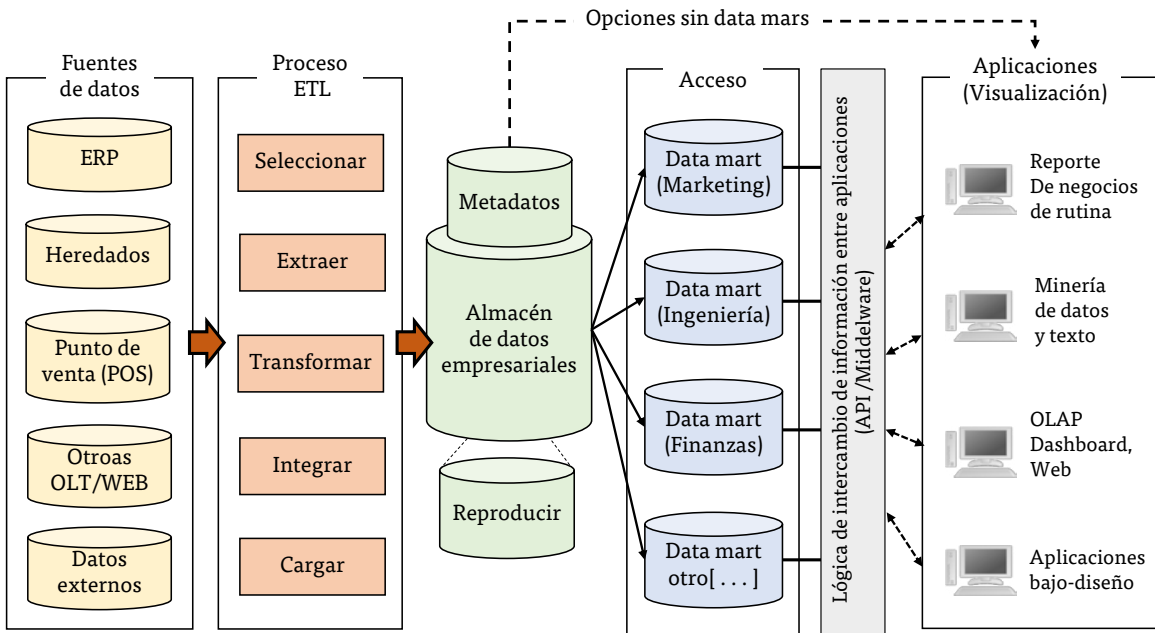 Opciones sin data mars
Fuentes
de datos
ERP
Heredados
Punto de
venta (POS)
Otroas
OLT/WEB
Datos
externos
Proceso
ETL
Seleccionar
Extraer
Transformar
Integrar
Cargar
Metadatos
Almacén
de datos
empresariales
Reproducir
Acceso
Data mart
(Marketing)
Data mart
(Ingeniería)
Data mart
(Finanzas)
Data mart
otro[ . . . ]
Lógica de intercambio de información entre aplicaciones
(API /Middelware)
Aplicaciones
(Visualización)
Reporte
De negocios
de rutina
Minería
de datos
y texto
OLAP
Dashboard,
Web
Aplicaciones
bajo-diseño